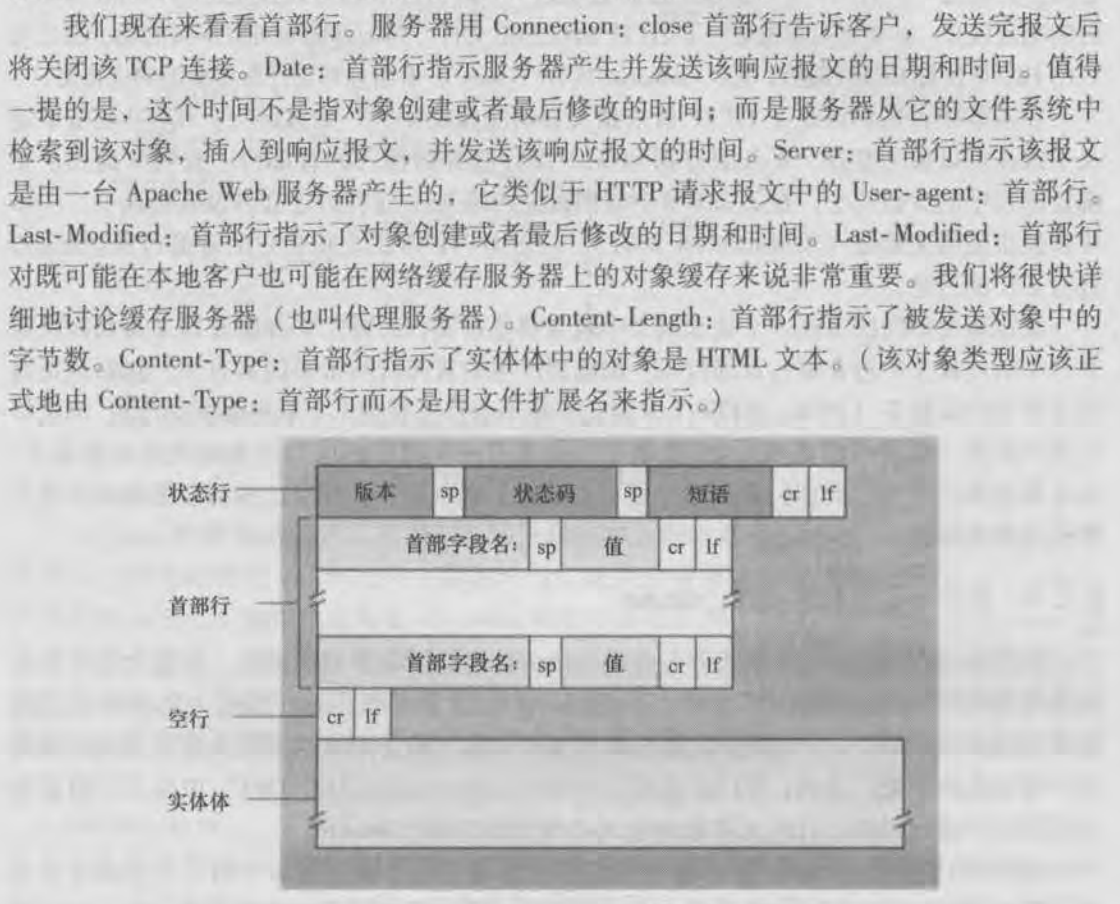 我们现在来看看首部行。服务器用 Connection：close 首部行告诉客户，发送完报文后
将关闭该 TCP 连接。Date：首部行指示服务器产生并发送该响应报文的日期和时间。值得
一提的是，这个时间不是指对象创建或者最后修改的时间；而是服务器从它的文件系统中
检索到该对象，插入到响应报文，并发送该响应报文的时间。Server：首部行指示该报文
是由一台 Apache Web 服务器产生的，它类似于 HTTP 请求报文中的 User-agent：首部行。
Last-Modified：首部行指示了对象创建或者最后修改的日期和时间。Last-Modified：首部行
对既可能在本地客户也可能在网络缓存服务器上的对象缓存来说非常重要。我们将很快详
细地讨论缓存服务器（也叫代理服务器）。Content-Length：首部行指示了被发送对象中的
字节数。Content-Type：首部行指示了实体体中的对象是 HTML 文本。（该对象类型应该正
式地由 Content-Type：首部行而不是用文件扩展名来指示。）
状态行 版本 sp 状态码 sp 短语 cr lf
首部字段名： sp 值 cr lf
首部行
首部字段名： sp 值 cr lf
空行 cr lf
实体体